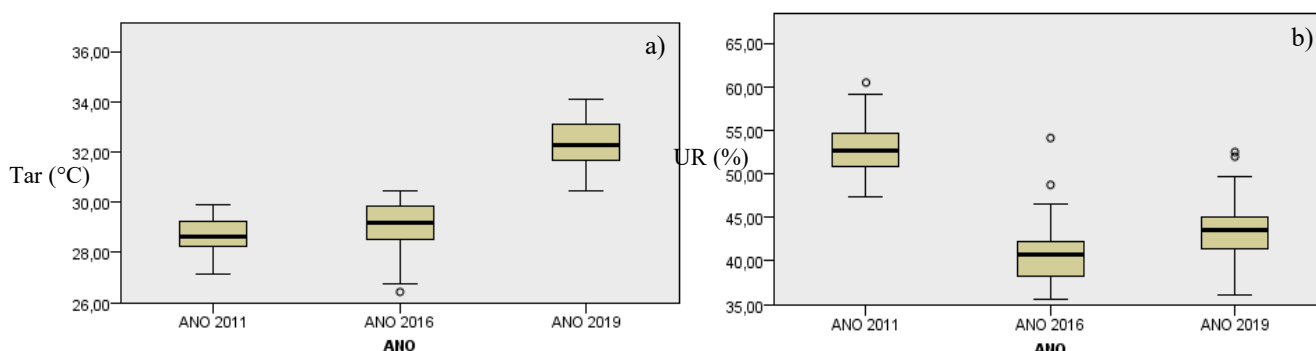 a)
36,00
34,00
32,00
Tar (°C)
30,00
28,00
26,00
ANO 2011
ANO 2016
ANO 2019
ANO
b)
65,00
60,00
55,00
UR (%)
50,00
45,00
40,00
35,00
ANO 2011
ANO 2016
ANO 2019
ANO